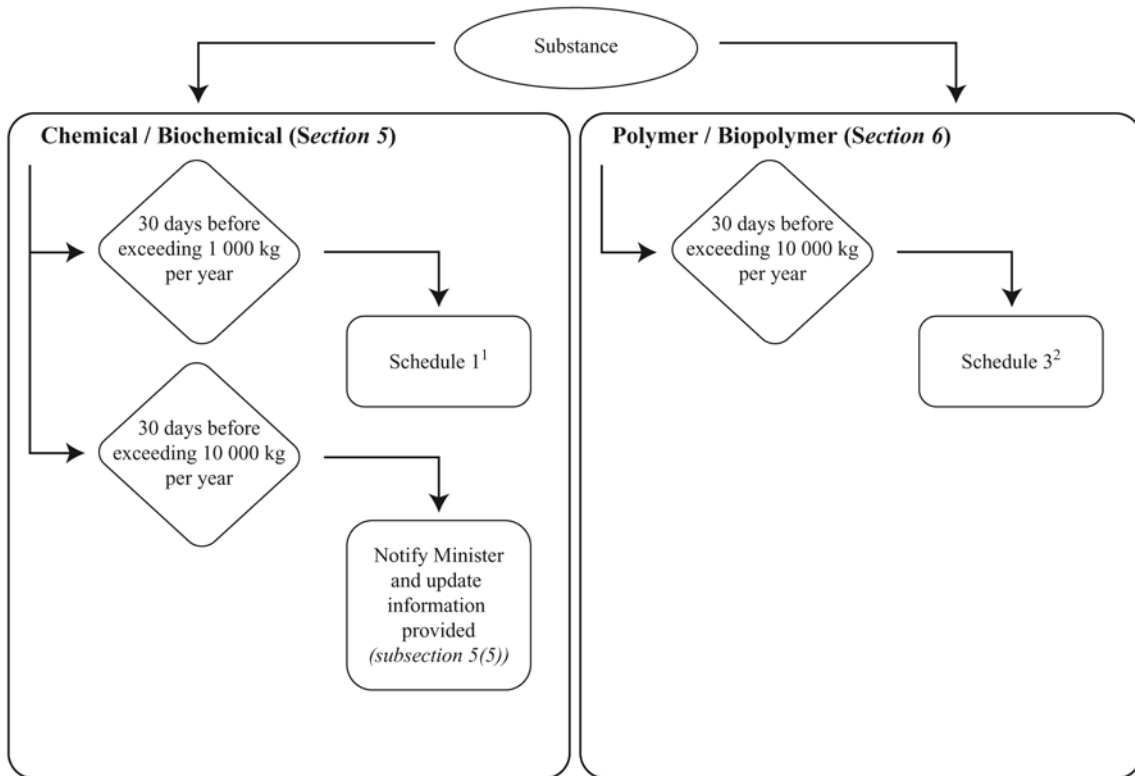 Substance
Chemical / Biochemical (Section 5)
30 days before
exceeding 1 000 kg
per year
Schedule 1¹
30 days before
exceeding 10 000 kg
per year
Notify Minister
and update
information
provided
(subsection 5(5))
Polymer / Biopolymer (Section 6)
30 days before
exceeding 10 000 kg
per year
Schedule 3²